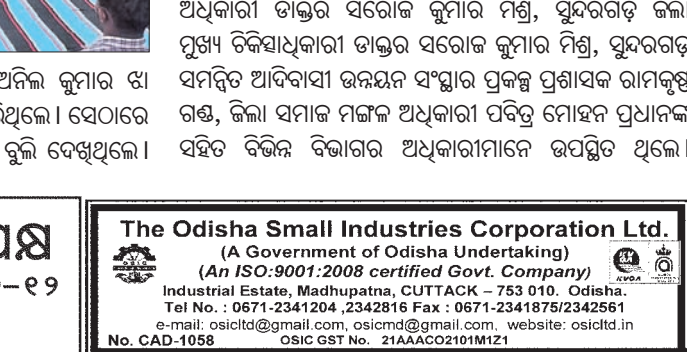 ଅନିଲ କୁମାର ଝା
ଥିଲେ। ସେଠାରେ
ବୁଲି ଦେଖିଥିଲେ।
ଅଧିକାରୀ ଡାକ୍ତର ସରୋଜ କୁମାର ମିଶ୍ର, ସୁନ୍ଦରଗଡ଼ ଜିଲା
ମୁଖ୍ୟ ଚିକିତ୍ସାଧିକାରୀ ଡାକ୍ତର ସରୋଜ କୁମାର ମିଶ୍ର, ସୁନ୍ଦରଗଡ଼
ସମନ୍ୱିତ ଆଦିବାସୀ ଉନ୍ନୟନ ସଂସ୍ଥାର ପ୍ରକଳ୍ପ ପ୍ରଶାସକ ରାମକୃଷ୍ଣ
ଗଣ୍ଡ, ଜିଲା ସମାଜ ମଙ୍ଗଳ ଅଧିକାରୀ ପବିତ୍ର ମୋହନ ପ୍ରଧାନଙ୍କ
ସହିତ ବିଭିନ୍ନ ବିଭାଗର ଅଧିକାରୀମାନେ ଉପସ୍ଥିତ ଥିଲେ।
–୧୨
The Odisha Small Industries Corporation Ltd.
(A Government of Odisha Undertaking)
(An ISO:9001:2008 certified Govt. Company)
Industrial Estate, Madhupatna, CUTTACK – 753 010. Odisha.
Tel No. : 0671-2341204 ,2342816 Fax : 0671-2341875/2342561
e-mail: osicltd@gmail.com, osicmd@gmail.com, website: osicltd.in
No. CAD-1058 OSIC GST No. 21AAACO2101M1Z1